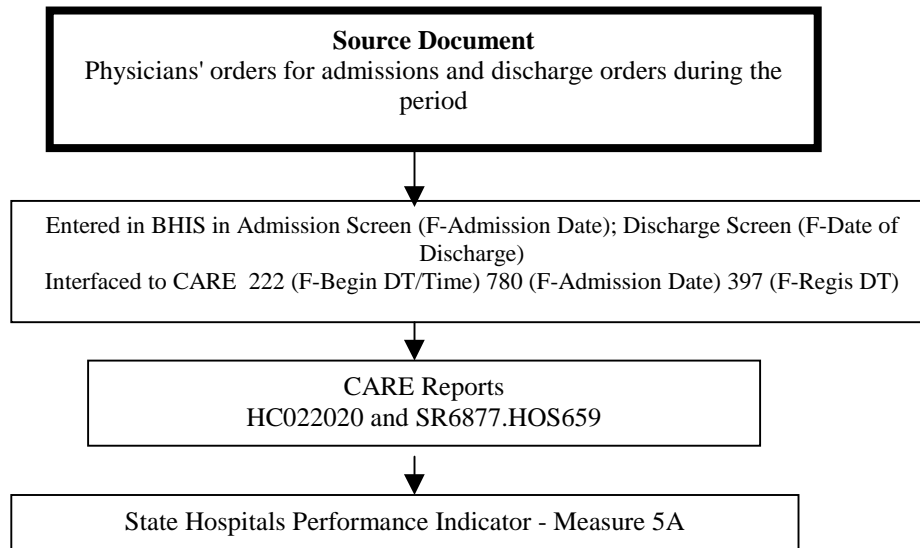 Source Document
Physicians' orders for admissions and discharge orders during the
period
Entered in BHIS in Admission Screen (F-Admission Date); Discharge Screen (F-Date of
Discharge)
Interfaced to CARE 222 (F-Begin DT/Time) 780 (F-Admission Date) 397 (F-Regis DT)
CARE Reports
HC022020 and SR6877.HOS659
State Hospitals Performance Indicator - Measure 5A